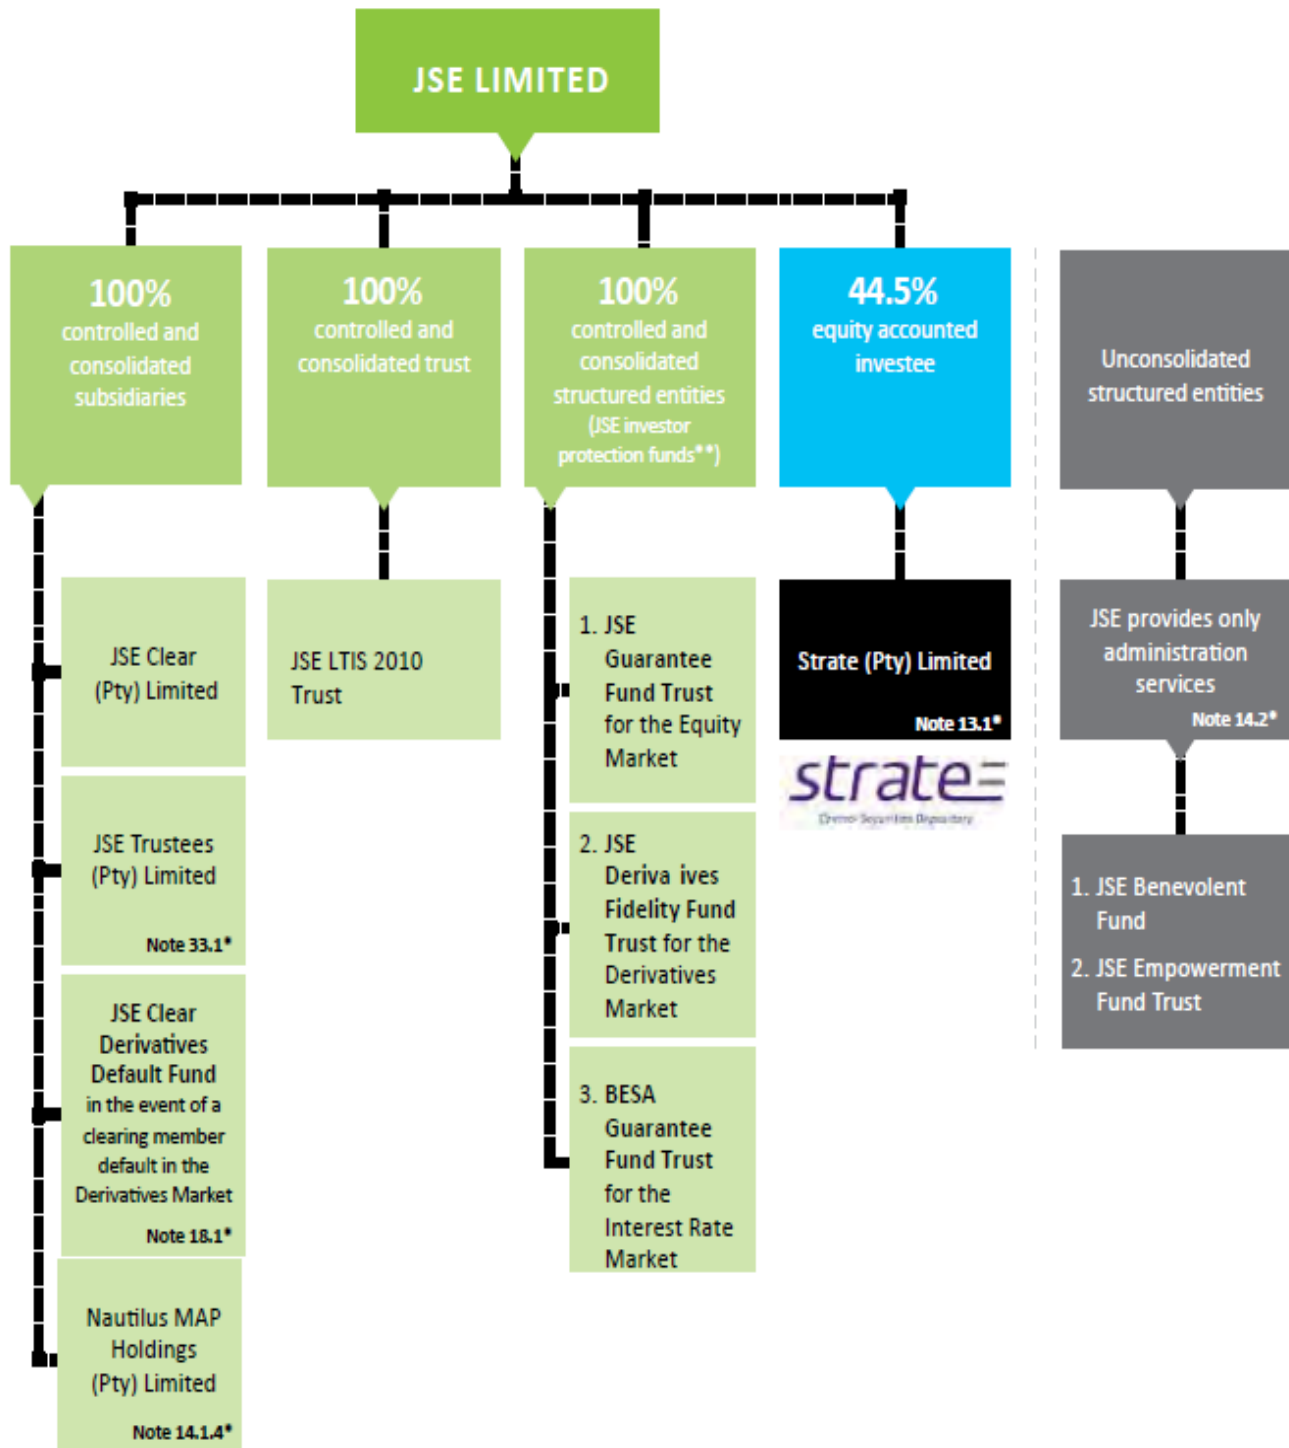 JSE LIMITED
100%
controlled and
consolidated
subsidiaries
100%
controlled and
consolidated trust
100%
controlled and
consolidated
structured entities
(JSE investor
protection funds**)
44.5%
equity accounted
investee
Unconsolidated
structured entities
JSE Clear
(Pty) Limited
JSE Trustees
(Pty) Limited
Note 33.1*
JSE Clear
Derivatives
Default Fund
in the event of a
clearing member
default in the
Derivatives Market
Note 18.1*
Nautilus MAP
Holdings
(Pty) Limited
Note 14.1.4*
JSE LTIS 2010
Trust
1. JSE
Guarantee
Fund Trust
for the Equity
Market
2. JSE
Deriva ives
Fidelity Fund
Trust for the
Derivatives
Market
3. BESA
Guarantee
Fund Trust
for the
Interest Rate
Market
Strate (Pty) Limited
Note 13.1*
strate
Central Securities Depository
JSE provides only
administration
services
Note 14.2*
1. JSE Benevolent
Fund
2. JSE Empowerment
Fund Trust